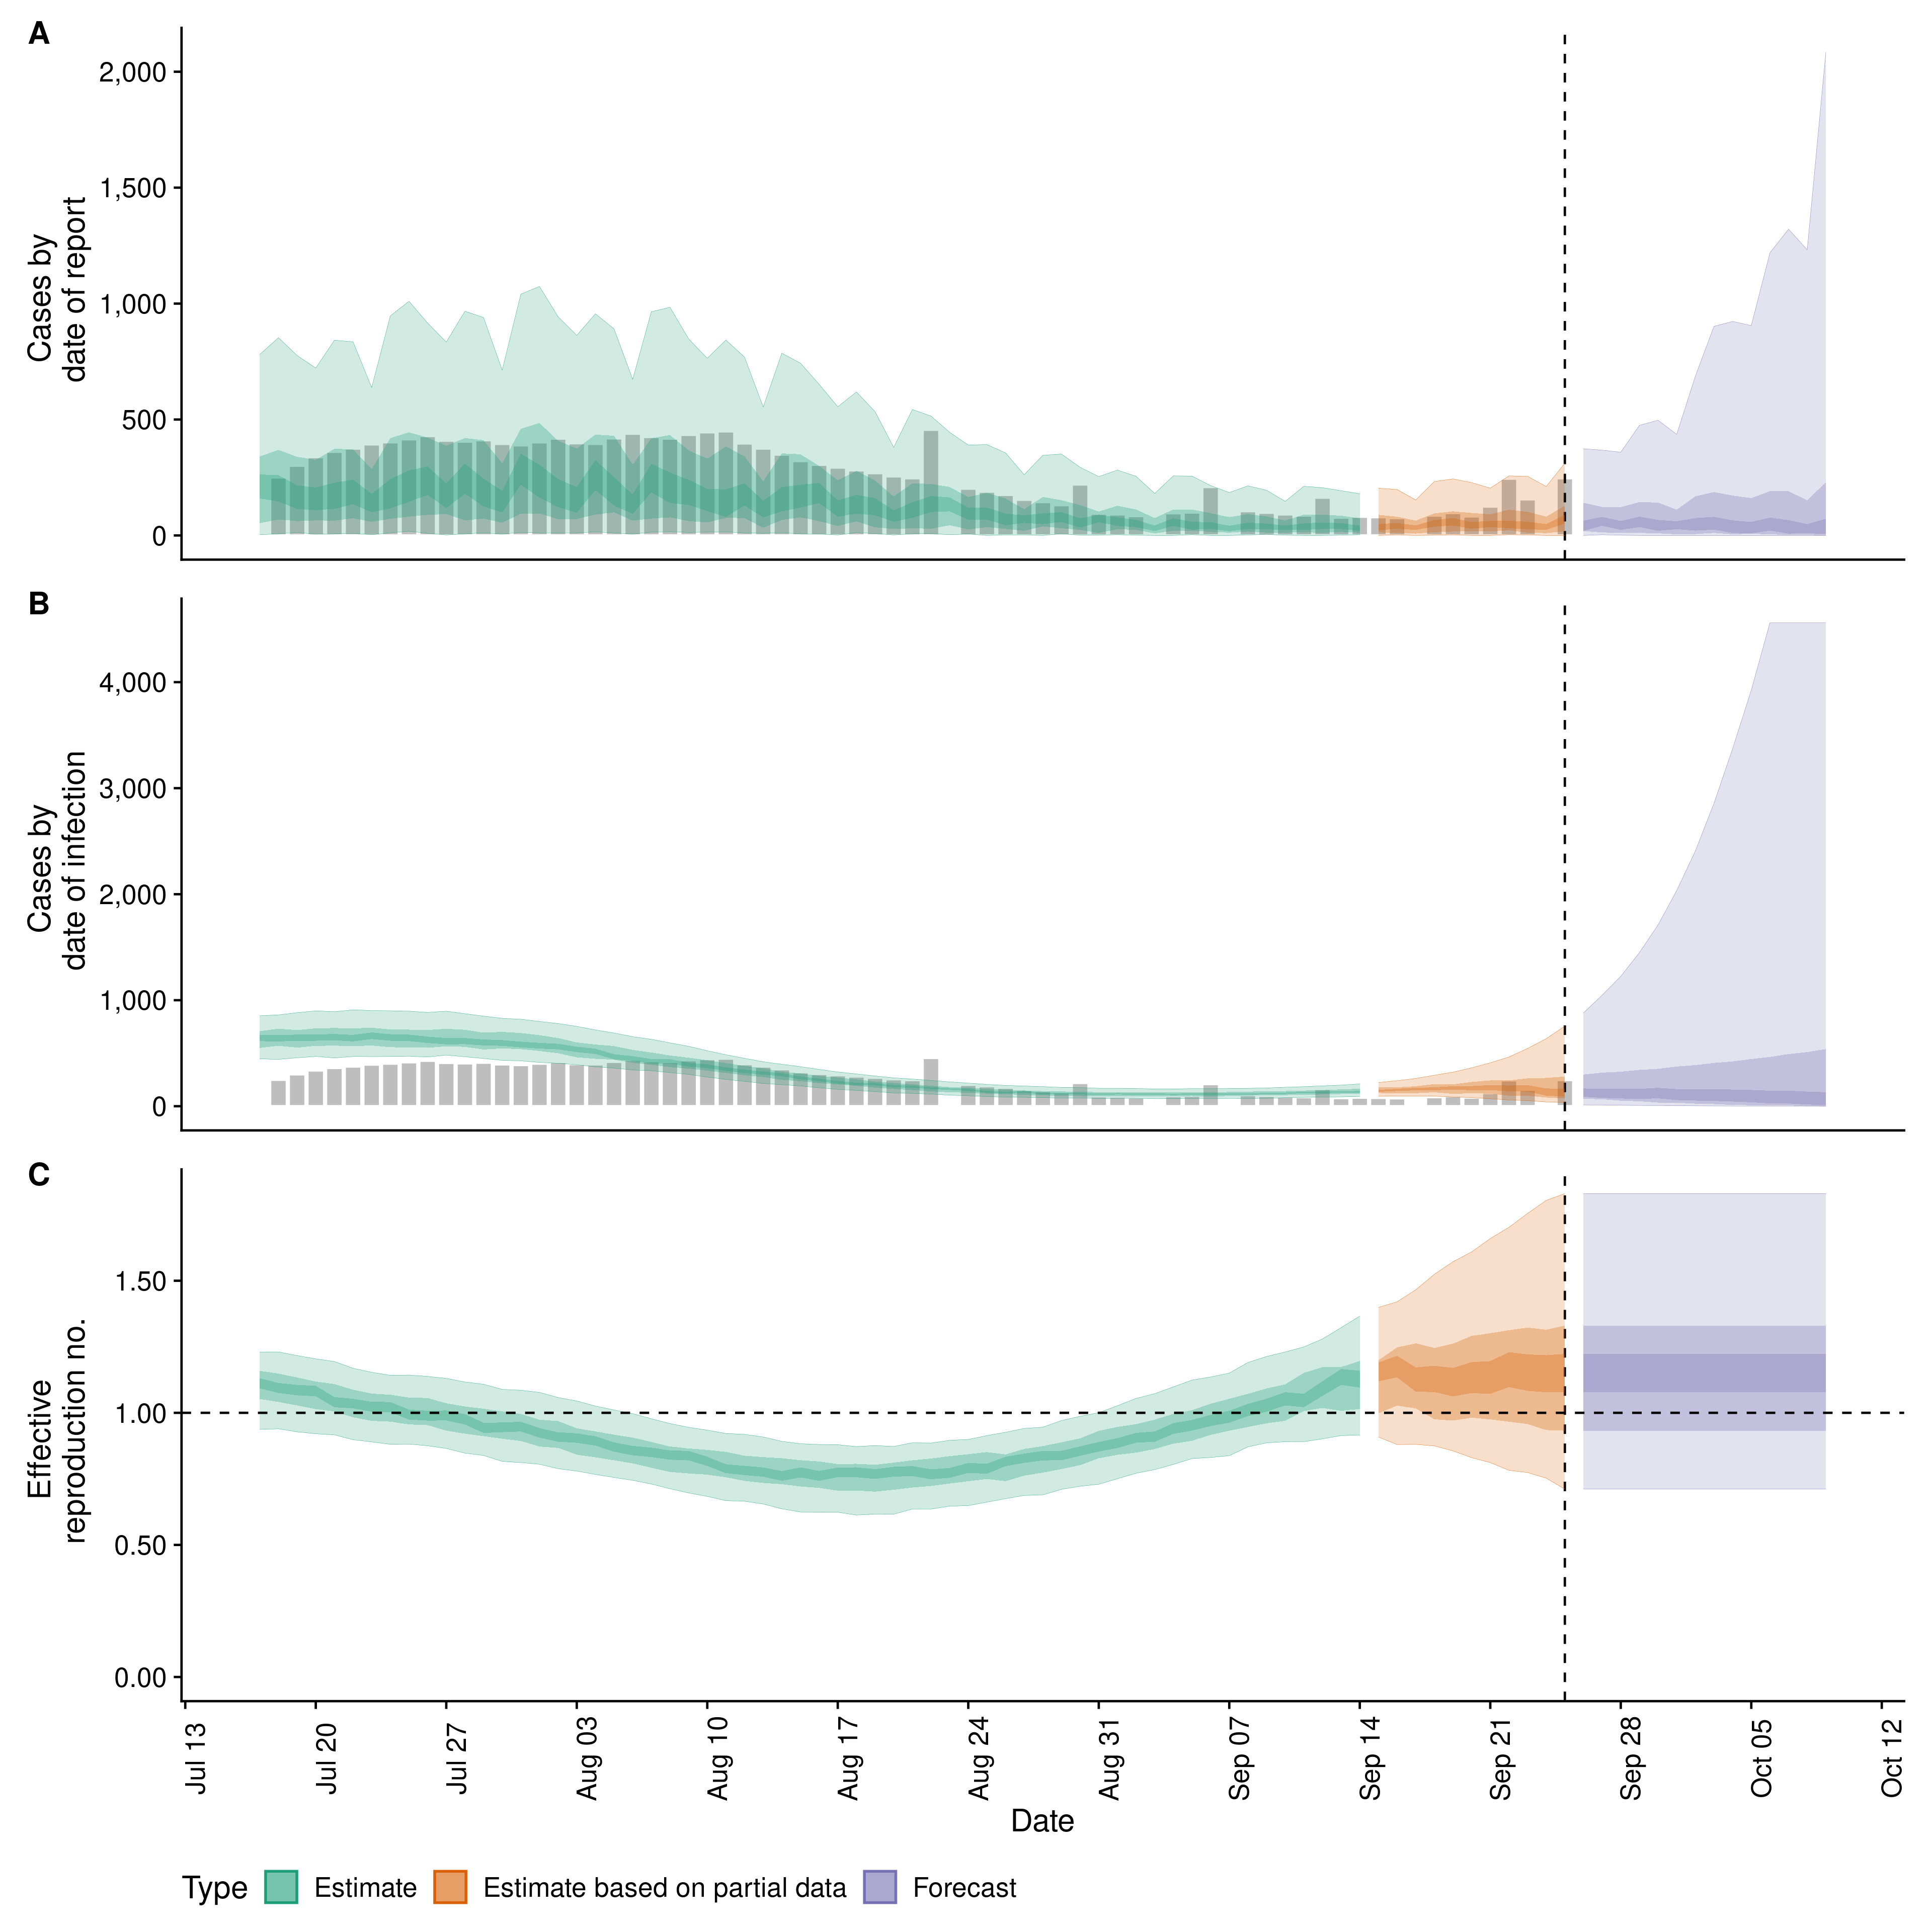 A
Cases by
date of report
2,000
1,500
1,000
500
0
B
Cases by
date of infection
4,000
3,000
2,000
1,000
0
C
Effective
reproduction no.
1.50
1.00
0.50
0.00
Jul 13
Jul 20
Jul 27
Aug 03
Aug 10
Aug 17
Aug 24
Aug 31
Sep 07
Sep 14
Sep 21
Sep 28
Oct 05
Oct 12
Date
Type Estimate Estimate based on partial data Forecast